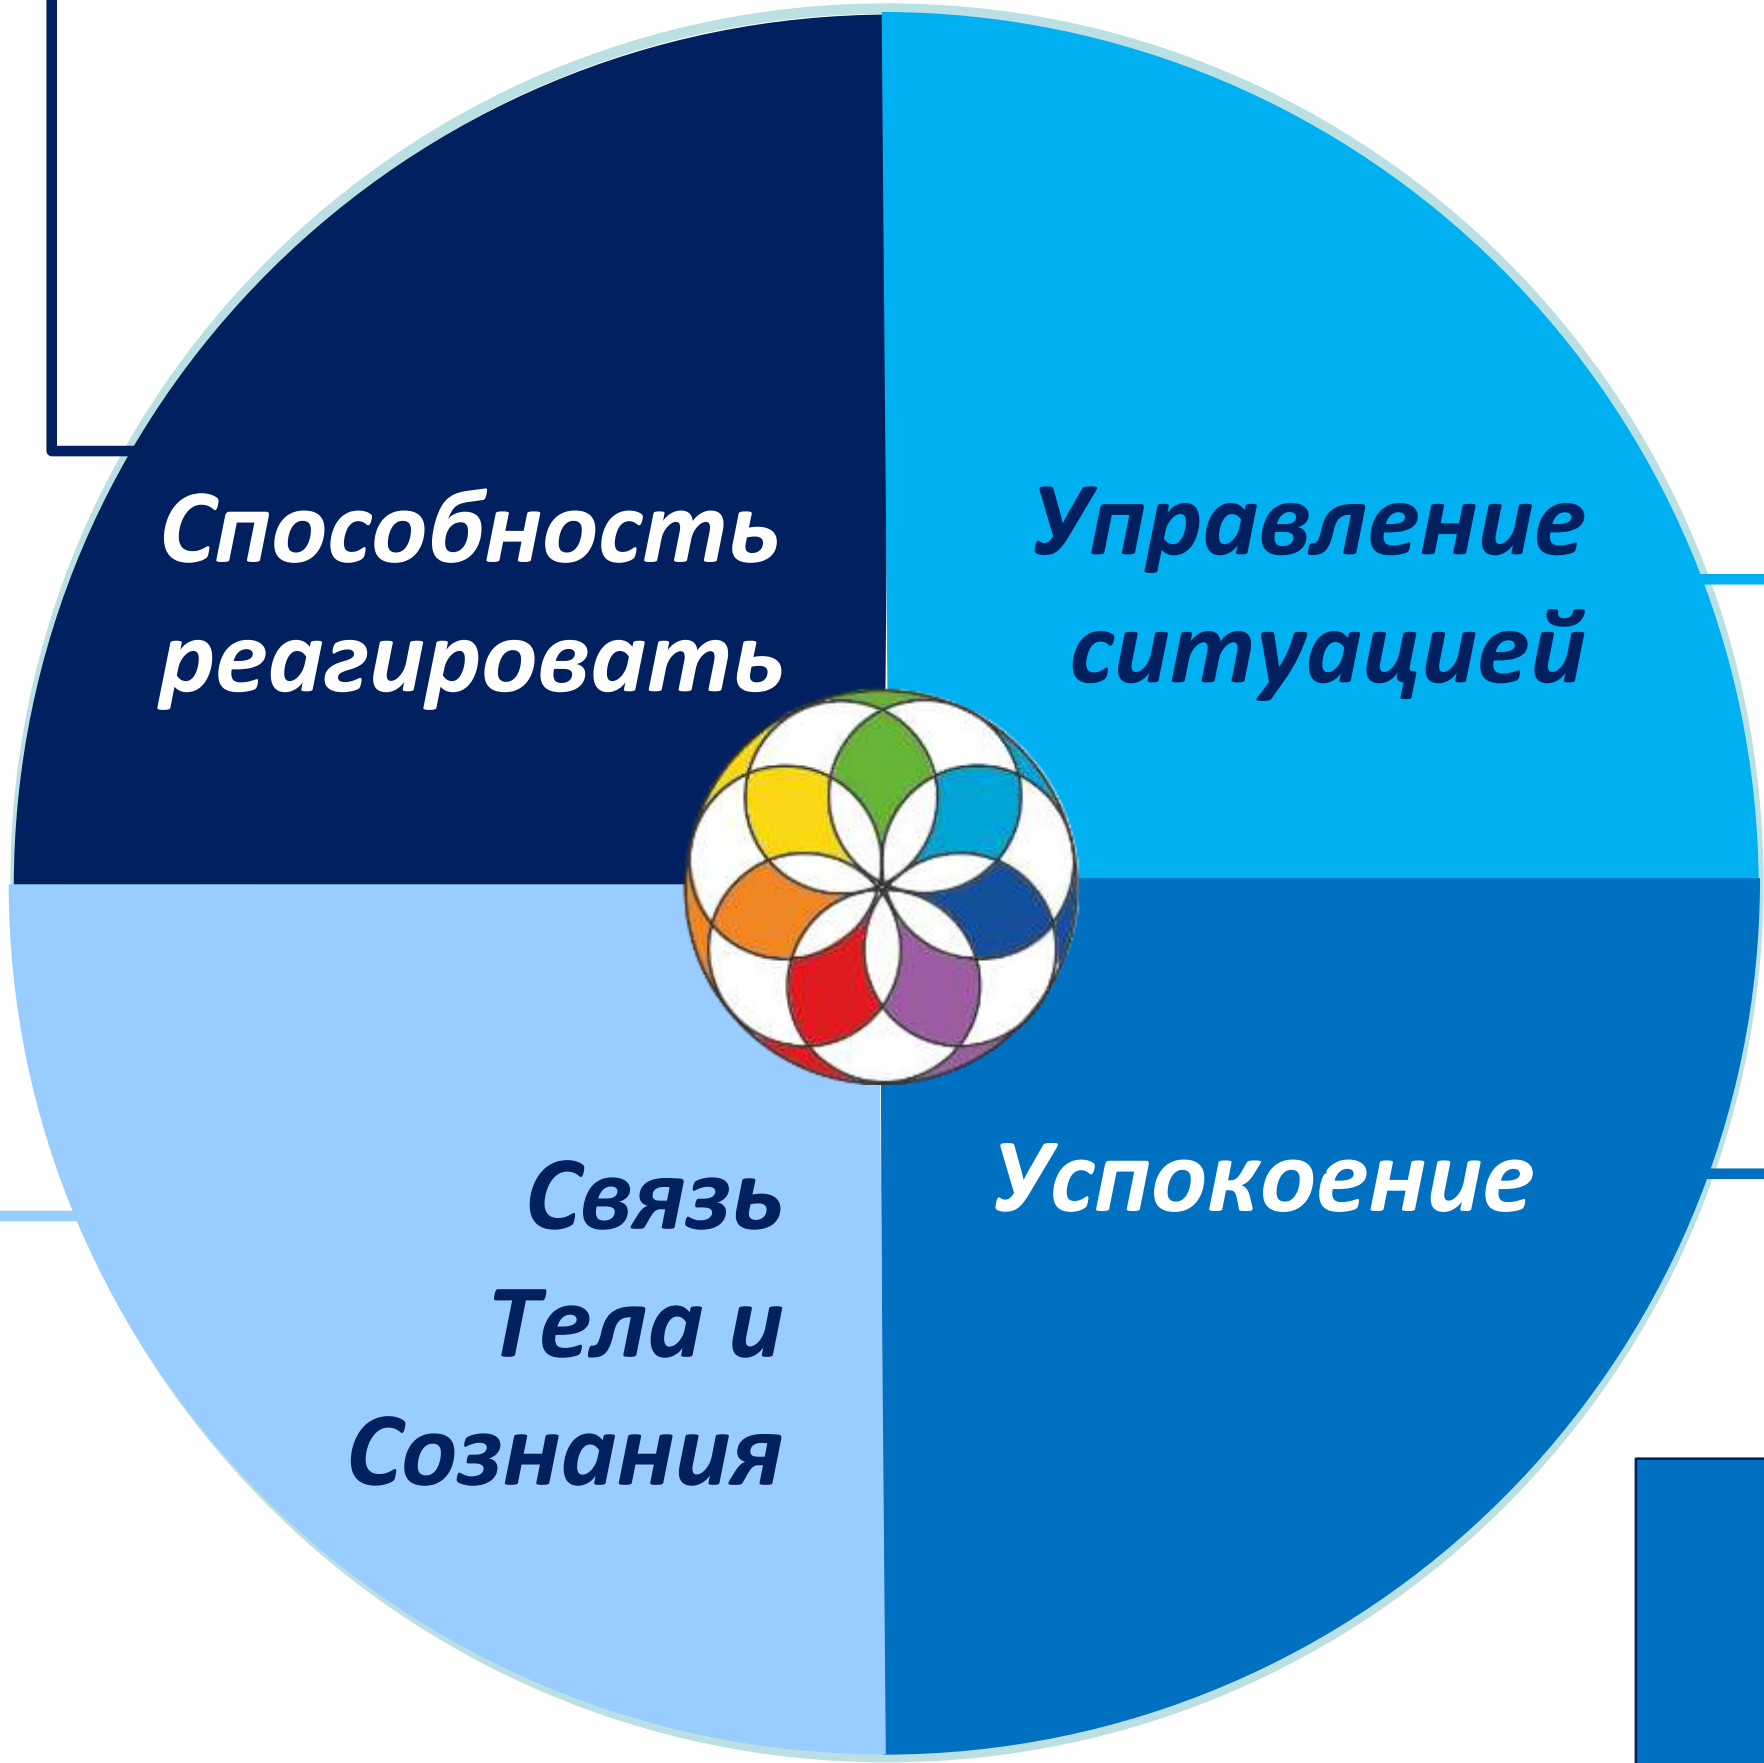 Способность
реагировать
Управление
ситуацией
Связь
Тела и
Сознания
Успокоение